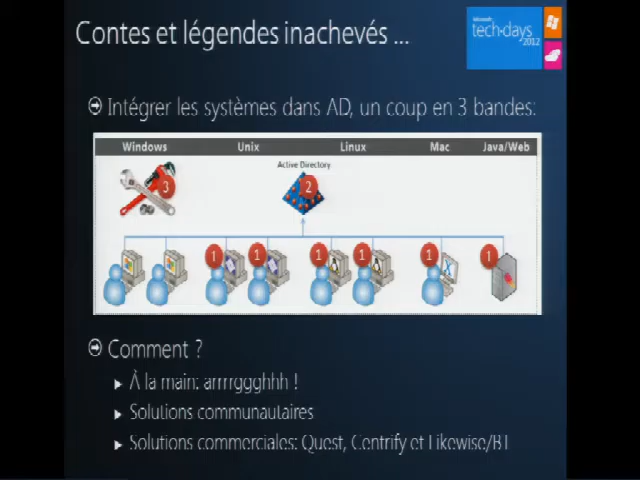 Contes et légendes inachevés ...
Microsoft
tech·days
2012
Intégrer les systèmes dans AD, un coup en 3 bandes:
Windows Unix Linux Mac Java/Web
Active Directory
3 2
1 1 1 1 1 1
Comment ?
À la main: arrrrggghhh !
Solutions communautaires
Solutions commerciales: Quest, Centrify et Likewise/BT